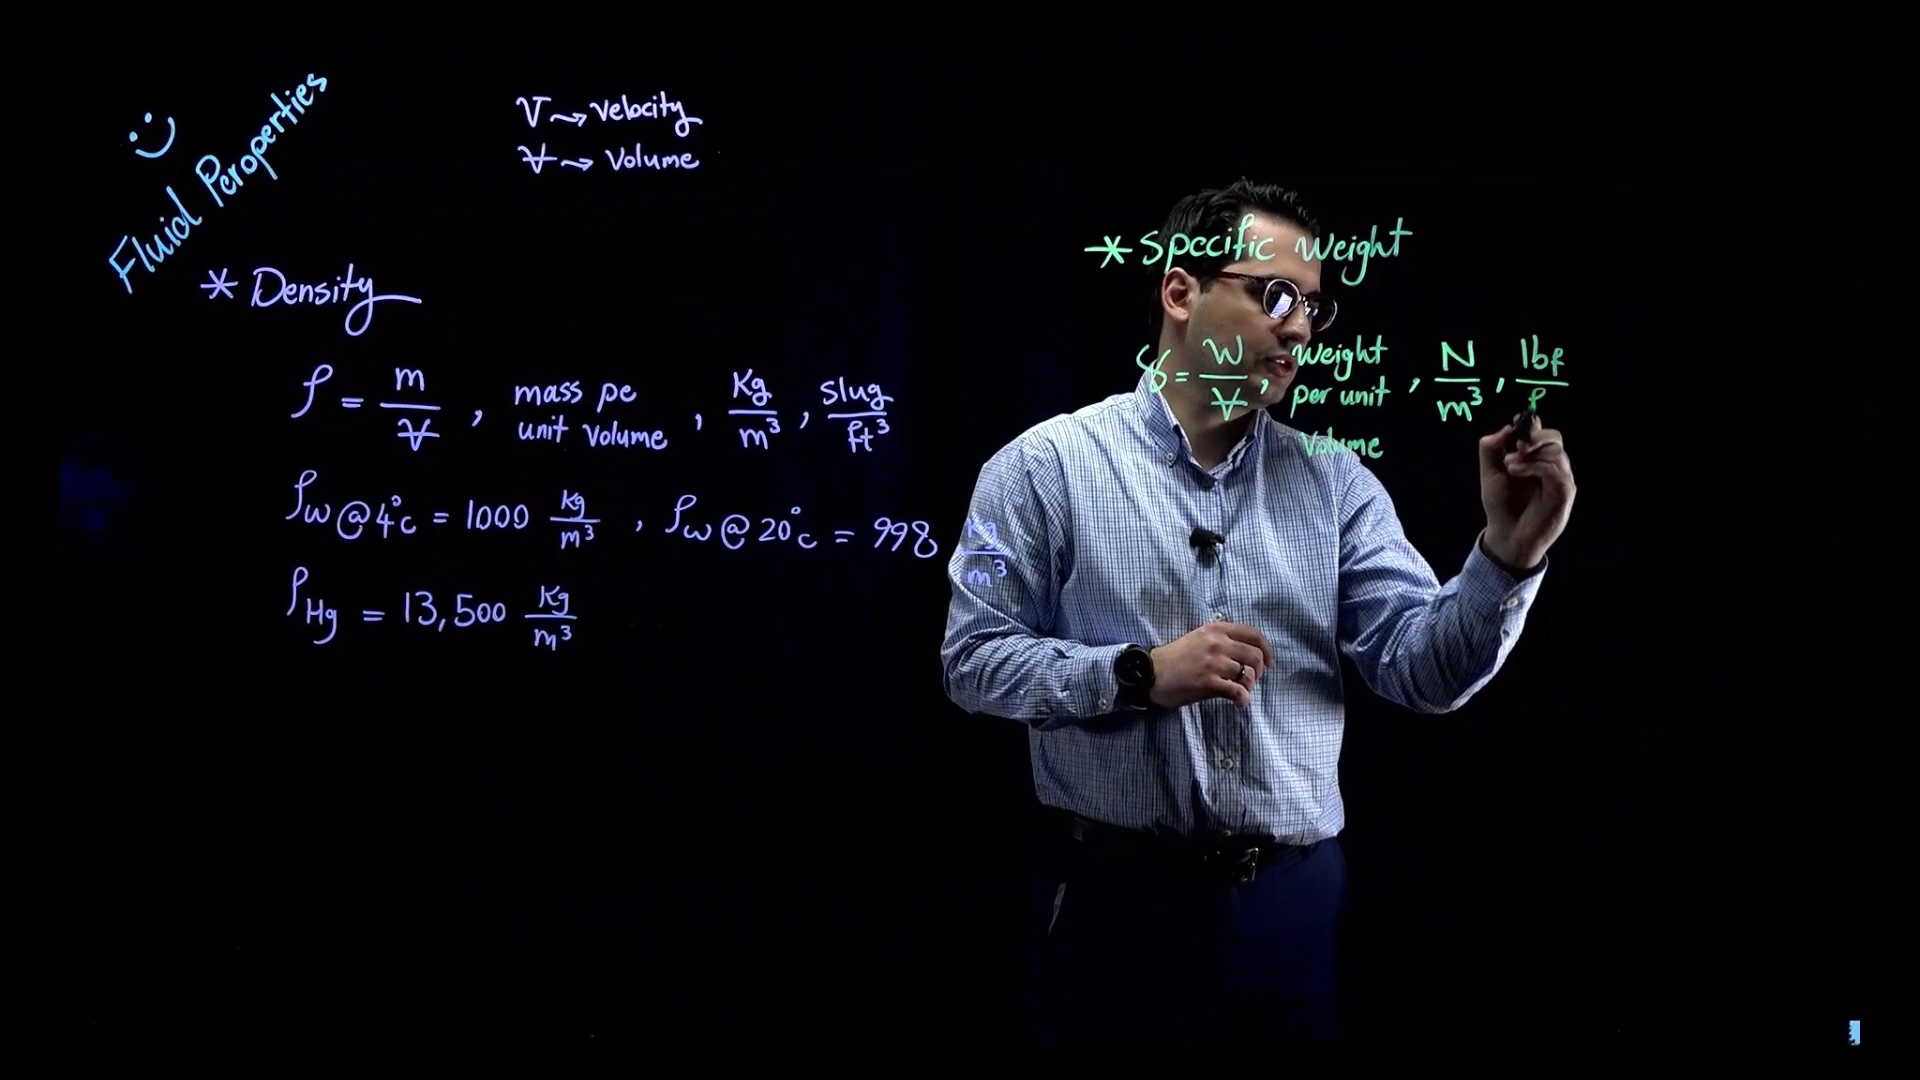 Fluid Peroperties
V → velocity
V̶ → Volume
* Density
ρ = m/V̶ , mass pe unit volume , Kg/m³ , slug/ft³
ρw@4°c = 1000 kg/m³ , ρw@20°c = 998 kg/m³
ρHg = 13,500 Kg/m³
* Specific weight
γ = W/V̶ , weight per unit volume , N/m³ , lbf/f